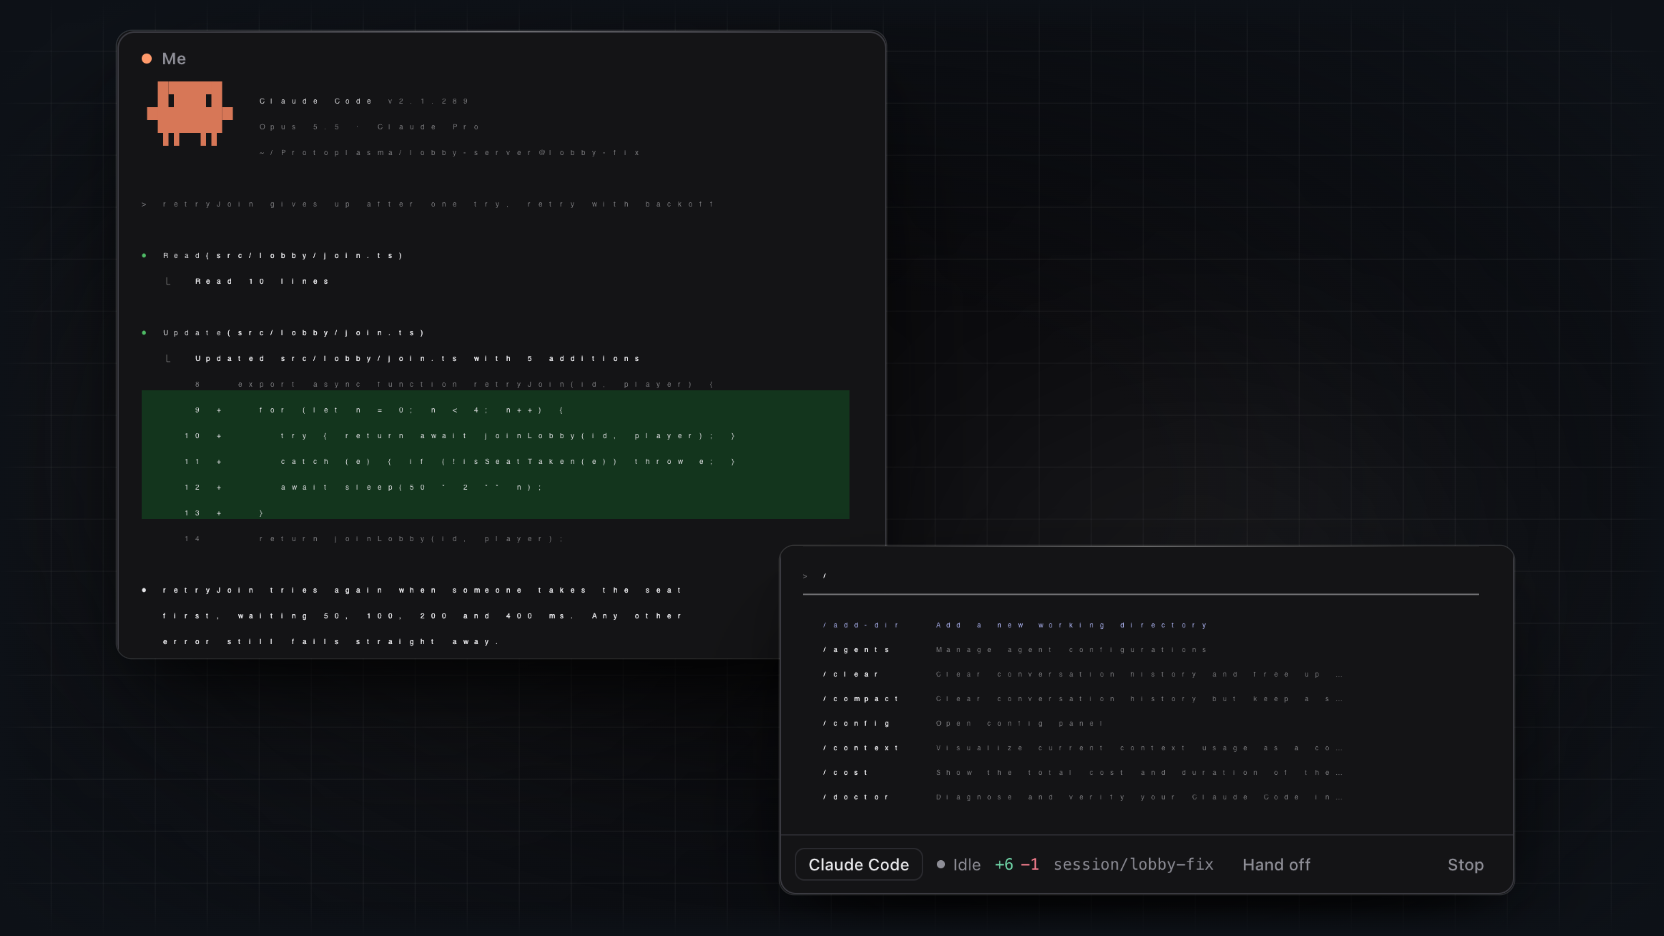 Me
Claude Code v2.1.289
Opus 5.5 · Claude Pro
~/Protoplasma/lobby-server@lobby-fix
> retryJoin gives up after one try, retry with backoff
● Read(src/lobby/join.ts)
⎿ Read 10 lines
● Update(src/lobby/join.ts)
⎿ Updated src/lobby/join.ts with 5 additions
8 export async function retryJoin(id, player) {
9 + for (let n = 0; n < 4; n++) {
10 + try { return await joinLobby(id, player); }
11 + catch (e) { if (!isSeatTaken(e)) throw e; }
12 + await sleep(50 * 2 ** n);
13 + }
14 return joinLobby(id, player);
● retryJoin tries again when someone takes the seat
first, waiting 50, 100, 200 and 400 ms. Any other
error still fails straight away.
> /
/add-dir Add a new working directory
/agents Manage agent configurations
/clear Clear conversation history and free up …
/compact Clear conversation history but keep a s…
/config Open config panel
/context Visualize current context usage as a co…
/cost Show the total cost and duration of the…
/doctor Diagnose and verify your Claude Code in…
Claude Code ● Idle +6 −1 session/lobby-fix Hand off Stop